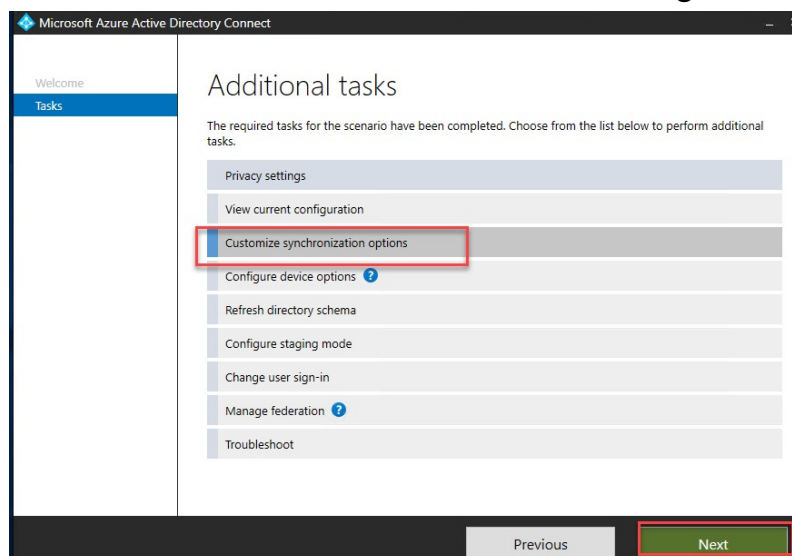 Microsoft Azure Active Directory Connect
Welcome
Tasks
Additional tasks
The required tasks for the scenario have been completed. Choose from the list below to perform additional
tasks.
Privacy settings
View current configuration
Customize synchronization options
Configure device options ?
Refresh directory schema
Configure staging mode
Change user sign-in
Manage federation ?
Troubleshoot
Previous Next